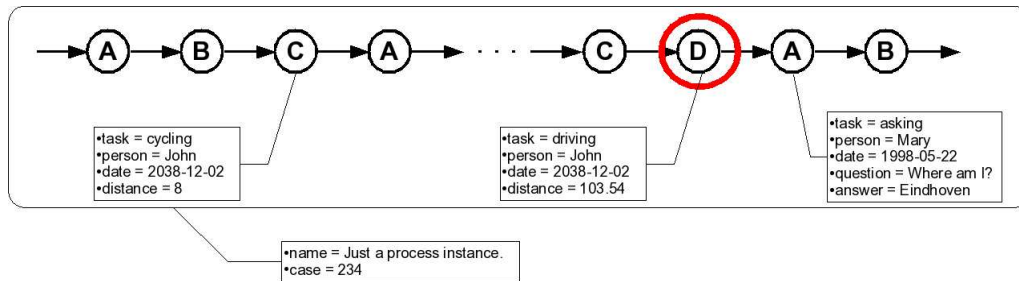 A B C A . . . C D A B
•task = cycling
•person = John
•date = 2038-12-02
•distance = 8
•task = driving
•person = John
•date = 2038-12-02
•distance = 103.54
•task = asking
•person = Mary
•date = 1998-05-22
•question = Where am I?
•answer = Eindhoven
•name = Just a process instance.
•case = 234